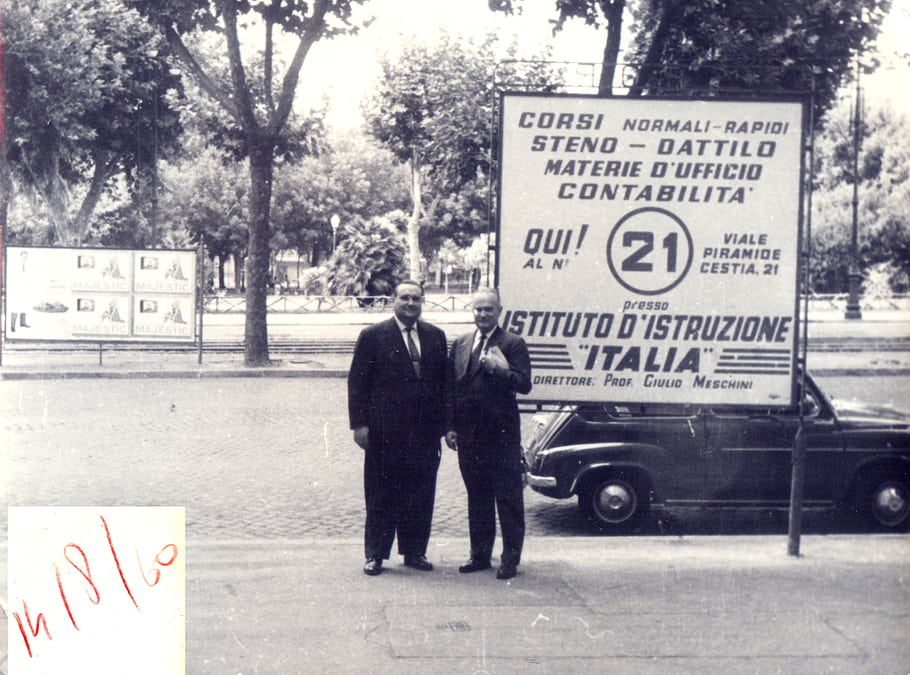 CORSI NORMALI-RAPIDI
STENO - DATTILO
MATERIE D'UFFICIO
CONTABILITA'
QUI!
AL N°
21
VIALE
PIRAMIDE
CESTIA, 21
presso
ISTITUTO D'ISTRUZIONE
"ITALIA"
DIRETTORE: PROF. GIULIO MESCHINI
MAJESTIC MAJESTIC
MAJESTIC MAJESTIC
14/8/60